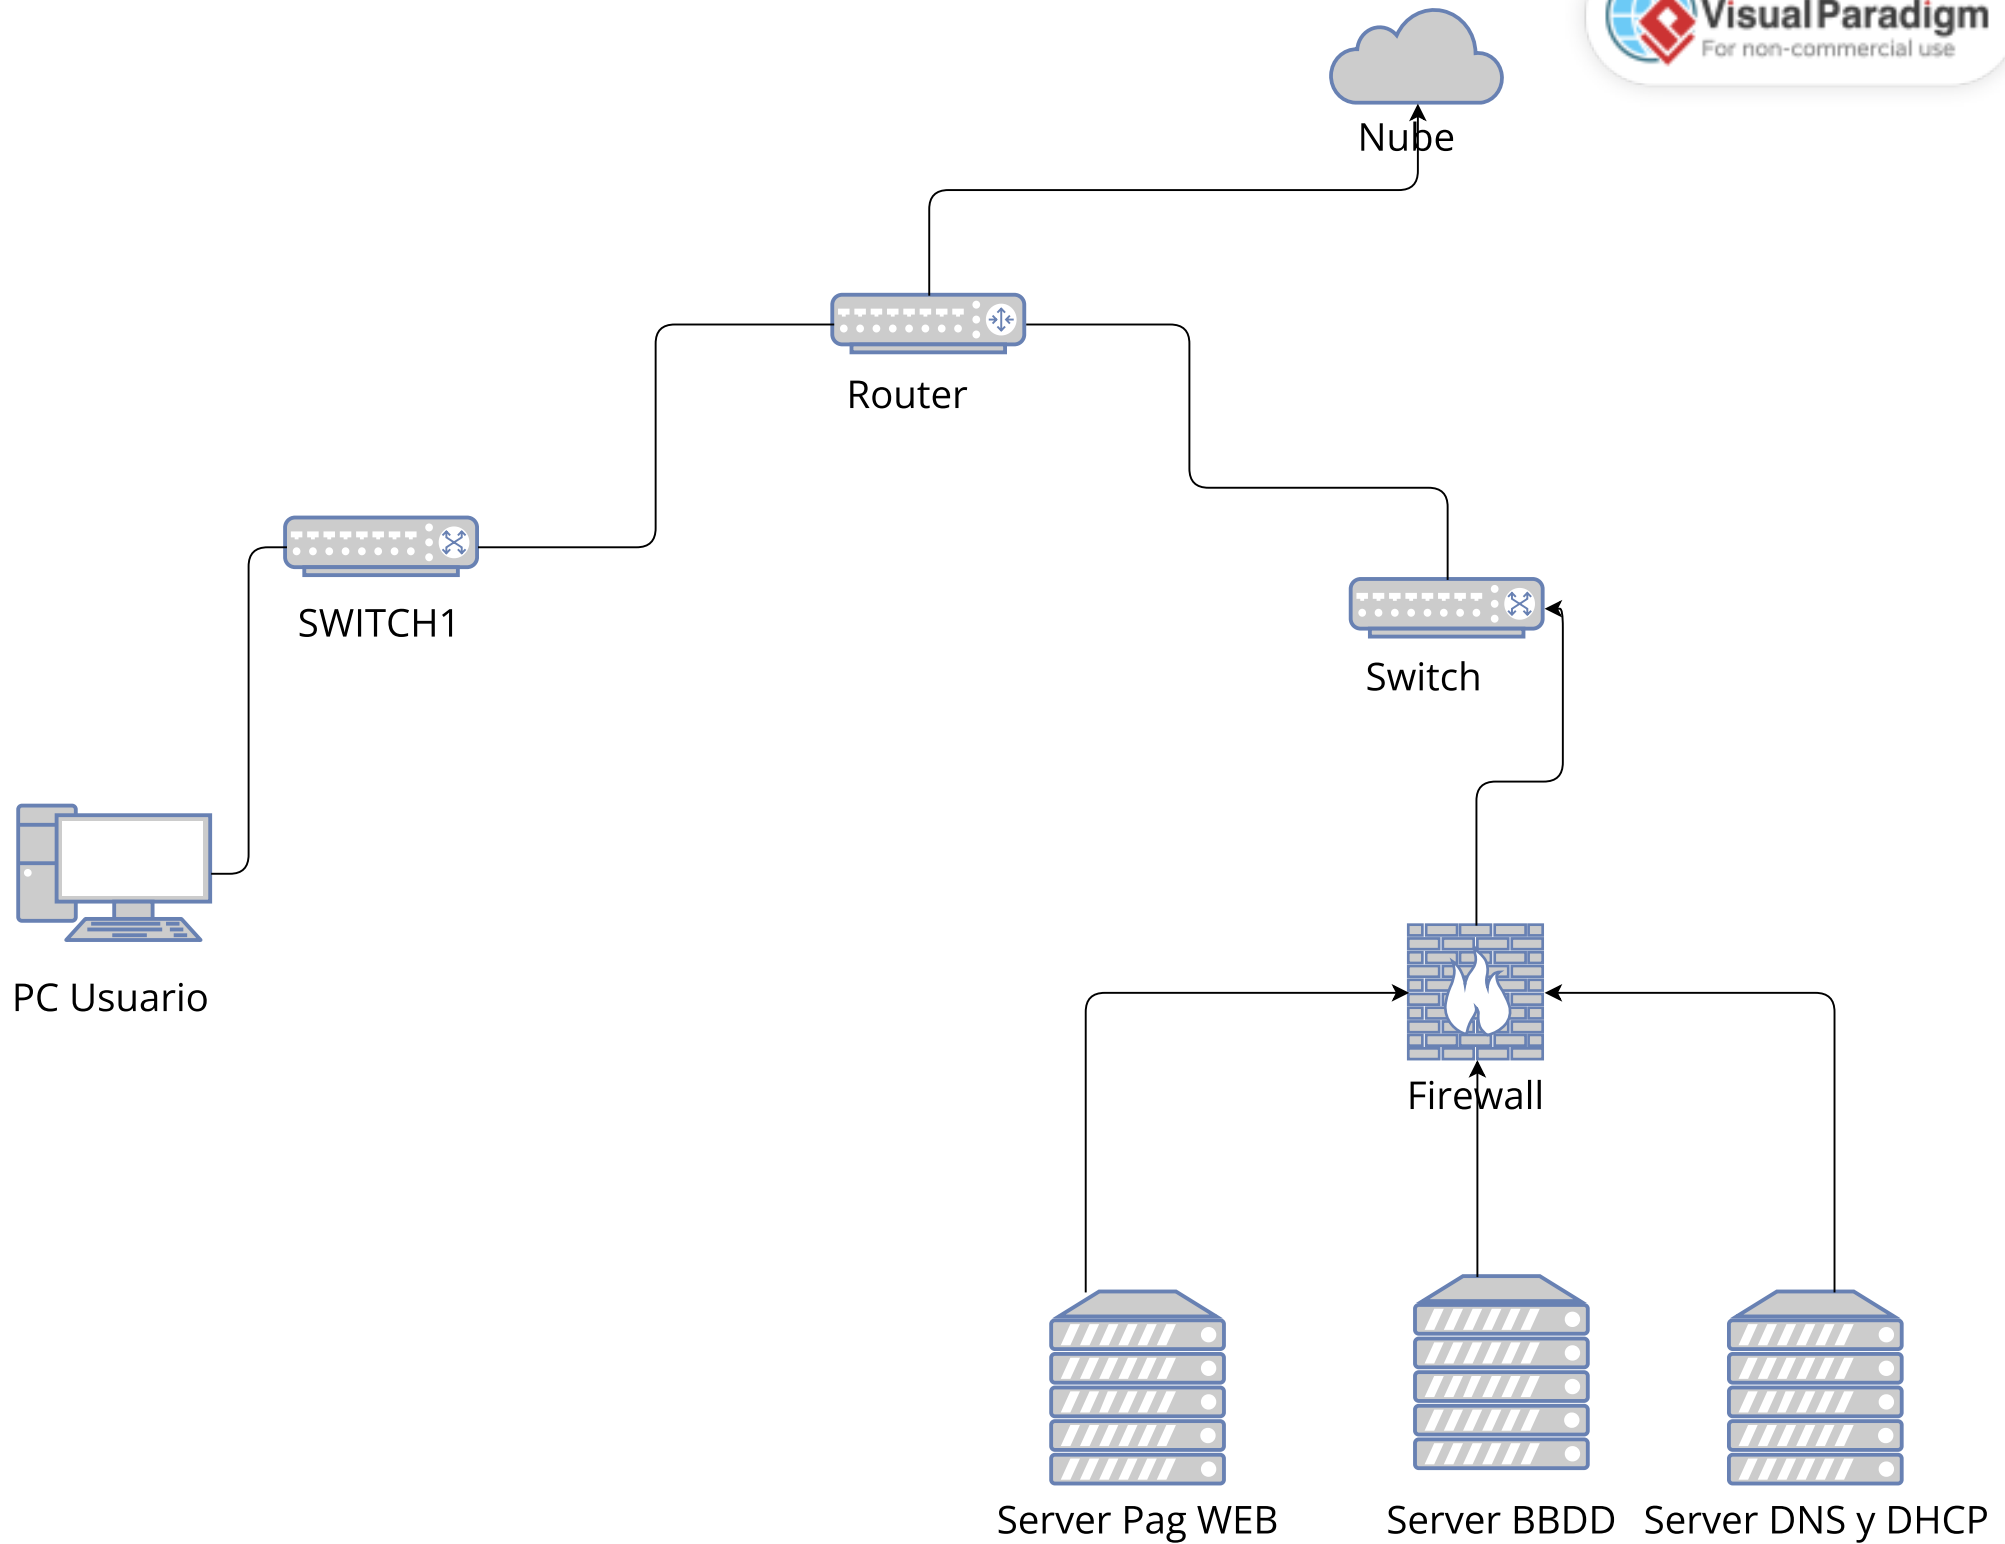 Visual Paradigm
For non-commercial use
Nube
Router
SWITCH1
Switch
PC Usuario
Firewall
Server Pag WEB
Server BBDD
Server DNS y DHCP